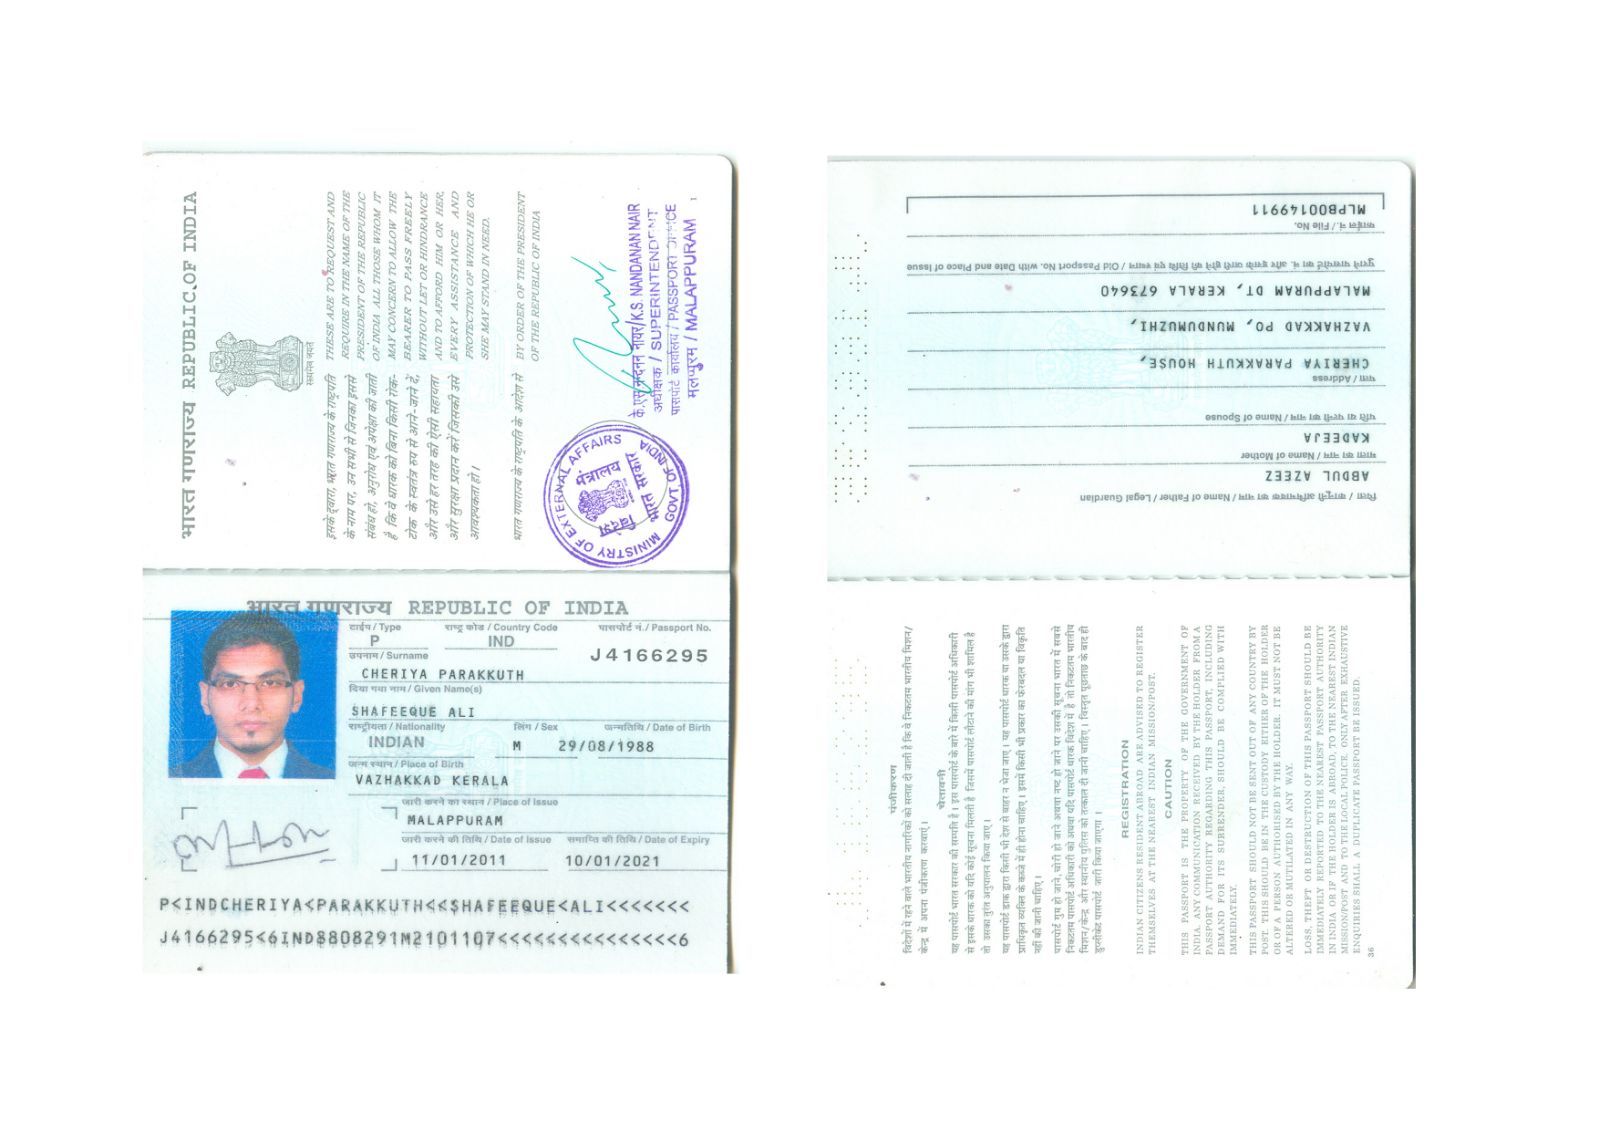 भारत गणराज्य REPUBLIC OF INDIA
सत्यमेव जयते
इसके द्वारा, भारत गणराज्य के राष्ट्रपति
के नाम पर, उन सभी से जिनका इससे
संबंध हो, अनुरोध एवं अपेक्षा की जाती
है कि वे धारक को बिना किसी रोक-
टोक के स्वतंत्र रूप से आने-जाने दें,
और उसे हर तरह की ऐसी सहायता
और सुरक्षा प्रदान करें जिसकी उसे
आवश्यकता हो।
THESE ARE TO REQUEST AND
REQUIRE IN THE NAME OF THE
PRESIDENT OF THE REPUBLIC
OF INDIA ALL THOSE WHOM IT
MAY CONCERN TO ALLOW THE
BEARER TO PASS FREELY
WITHOUT LET OR HINDRANCE
AND TO AFFORD HIM OR HER,
EVERY ASSISTANCE AND
PROTECTION OF WHICH HE OR
SHE MAY STAND IN NEED.
भारत गणराज्य के राष्ट्रपति के आदेश से
BY ORDER OF THE PRESIDENT
OF THE REPUBLIC OF INDIA
के.एस.नन्दनन नायर/K.S. NANDANAN NAIR
अधीक्षक / SUPERINTENDENT
पासपोर्ट कार्यालय / PASSPORT OFFICE
मलप्पुरम / MALAPPURAM
1
MINISTRY OF EXTERNAL AFFAIRS
GOVT OF INDIA
विदेश मंत्रालय
भारत सरकार
भारत गणराज्य REPUBLIC OF INDIA
टाईप / Type राष्ट्र कोड / Country Code पासपोर्ट नं. / Passport No.
P IND J4166295
उपनाम / Surname
CHERIYA PARAKKUTH
दिया गया नाम / Given Name(s)
SHAFEEQUE ALI
राष्ट्रीयता / Nationality लिंग / Sex जन्मतिथि / Date of Birth
INDIAN M 29/08/1988
जन्म स्थान / Place of Birth
VAZHAKKAD KERALA
जारी करने का स्थान / Place of Issue
MALAPPURAM
जारी करने की तिथि / Date of Issue समाप्ति की तिथि / Date of Expiry
11/01/2011 10/01/2021
P<INDCHERIYA<PARAKKUTH<<SHAFEEQUE<ALI<<<<<<<
J4166295<6IND8808291M2101107<<<<<<<<<<<<<<<6
पिता / कानूनी अभिभावक का नाम / Name of Father / Legal Guardian
ABDUL AZEEZ
माता का नाम / Name of Mother
KADEEJA
पति या पत्नी का नाम / Name of Spouse
पता / Address
CHERIYA PARAKKUTH HOUSE,
VAZHAKKAD PO, MUNDUMUZHI,
MALAPPURAM DT, KERALA 673640
पुराने पासपोर्ट का नं. और इसके जारी होने की तिथि एवं स्थान / Old Passport No. with Date and Place of Issue
फाईल नं. / File No.
MLPB00149911
पंजीकरण
विदेशों में रहने वाले भारतीय नागरिकों को सलाह दी जाती है कि वे निकटतम भारतीय मिशन/
केन्द्र में अपना पंजीकरण करवाएं।
चेतावनी
यह पासपोर्ट भारत सरकार की सम्पत्ति है। इस पासपोर्ट के बारे में किसी पासपोर्ट अधिकारी
से इसके धारक को यदि कोई सूचना मिलती है जिसमें पासपोर्ट लौटाने की मांग भी शामिल है
तो उसका तुरंत अनुपालन किया जाए।
यह पासपोर्ट डाक द्वारा किसी भी देश से बाहर न भेजा जाए। यह पासपोर्ट धारक या उसके द्वारा
प्राधिकृत व्यक्ति के कब्जे में ही होना चाहिए। इसमें किसी भी प्रकार का फेरबदल या विकृति
नहीं की जानी चाहिए।
पासपोर्ट गुम हो जाने, चोरी हो जाने अथवा नष्ट हो जाने पर उसकी सूचना भारत में सबसे
निकटतम पासपोर्ट अधिकारी को अथवा यदि पासपोर्ट धारक विदेश में है तो निकटतम भारतीय
मिशन/केन्द्र और स्थानीय पुलिस को तत्काल दी जानी चाहिए। विस्तृत पूछताछ के बाद ही
डुप्लीकेट पासपोर्ट जारी किया जाएगा।
REGISTRATION
INDIAN CITIZENS RESIDENT ABROAD ARE ADVISED TO REGISTER
THEMSELVES AT THE NEAREST INDIAN MISSION/POST.
CAUTION
THIS PASSPORT IS THE PROPERTY OF THE GOVERNMENT OF
INDIA. ANY COMMUNICATION RECEIVED BY THE HOLDER FROM A
PASSPORT AUTHORITY REGARDING THIS PASSPORT, INCLUDING
DEMAND FOR ITS SURRENDER, SHOULD BE COMPLIED WITH
IMMEDIATELY.
THIS PASSPORT SHOULD NOT BE SENT OUT OF ANY COUNTRY BY
POST. THIS SHOULD BE IN THE CUSTODY EITHER OF THE HOLDER
OR OF A PERSON AUTHORISED BY THE HOLDER. IT MUST NOT BE
ALTERED OR MUTILATED IN ANY WAY.
LOSS, THEFT OR DESTRUCTION OF THIS PASSPORT SHOULD BE
IMMEDIATELY REPORTED TO THE NEAREST PASSPORT AUTHORITY
IN INDIA OR IF THE HOLDER IS ABROAD, TO THE NEAREST INDIAN
MISSION/POST AND TO THE LOCAL POLICE. ONLY AFTER EXHAUSTIVE
ENQUIRIES SHALL A DUPLICATE PASSPORT BE ISSUED.
36